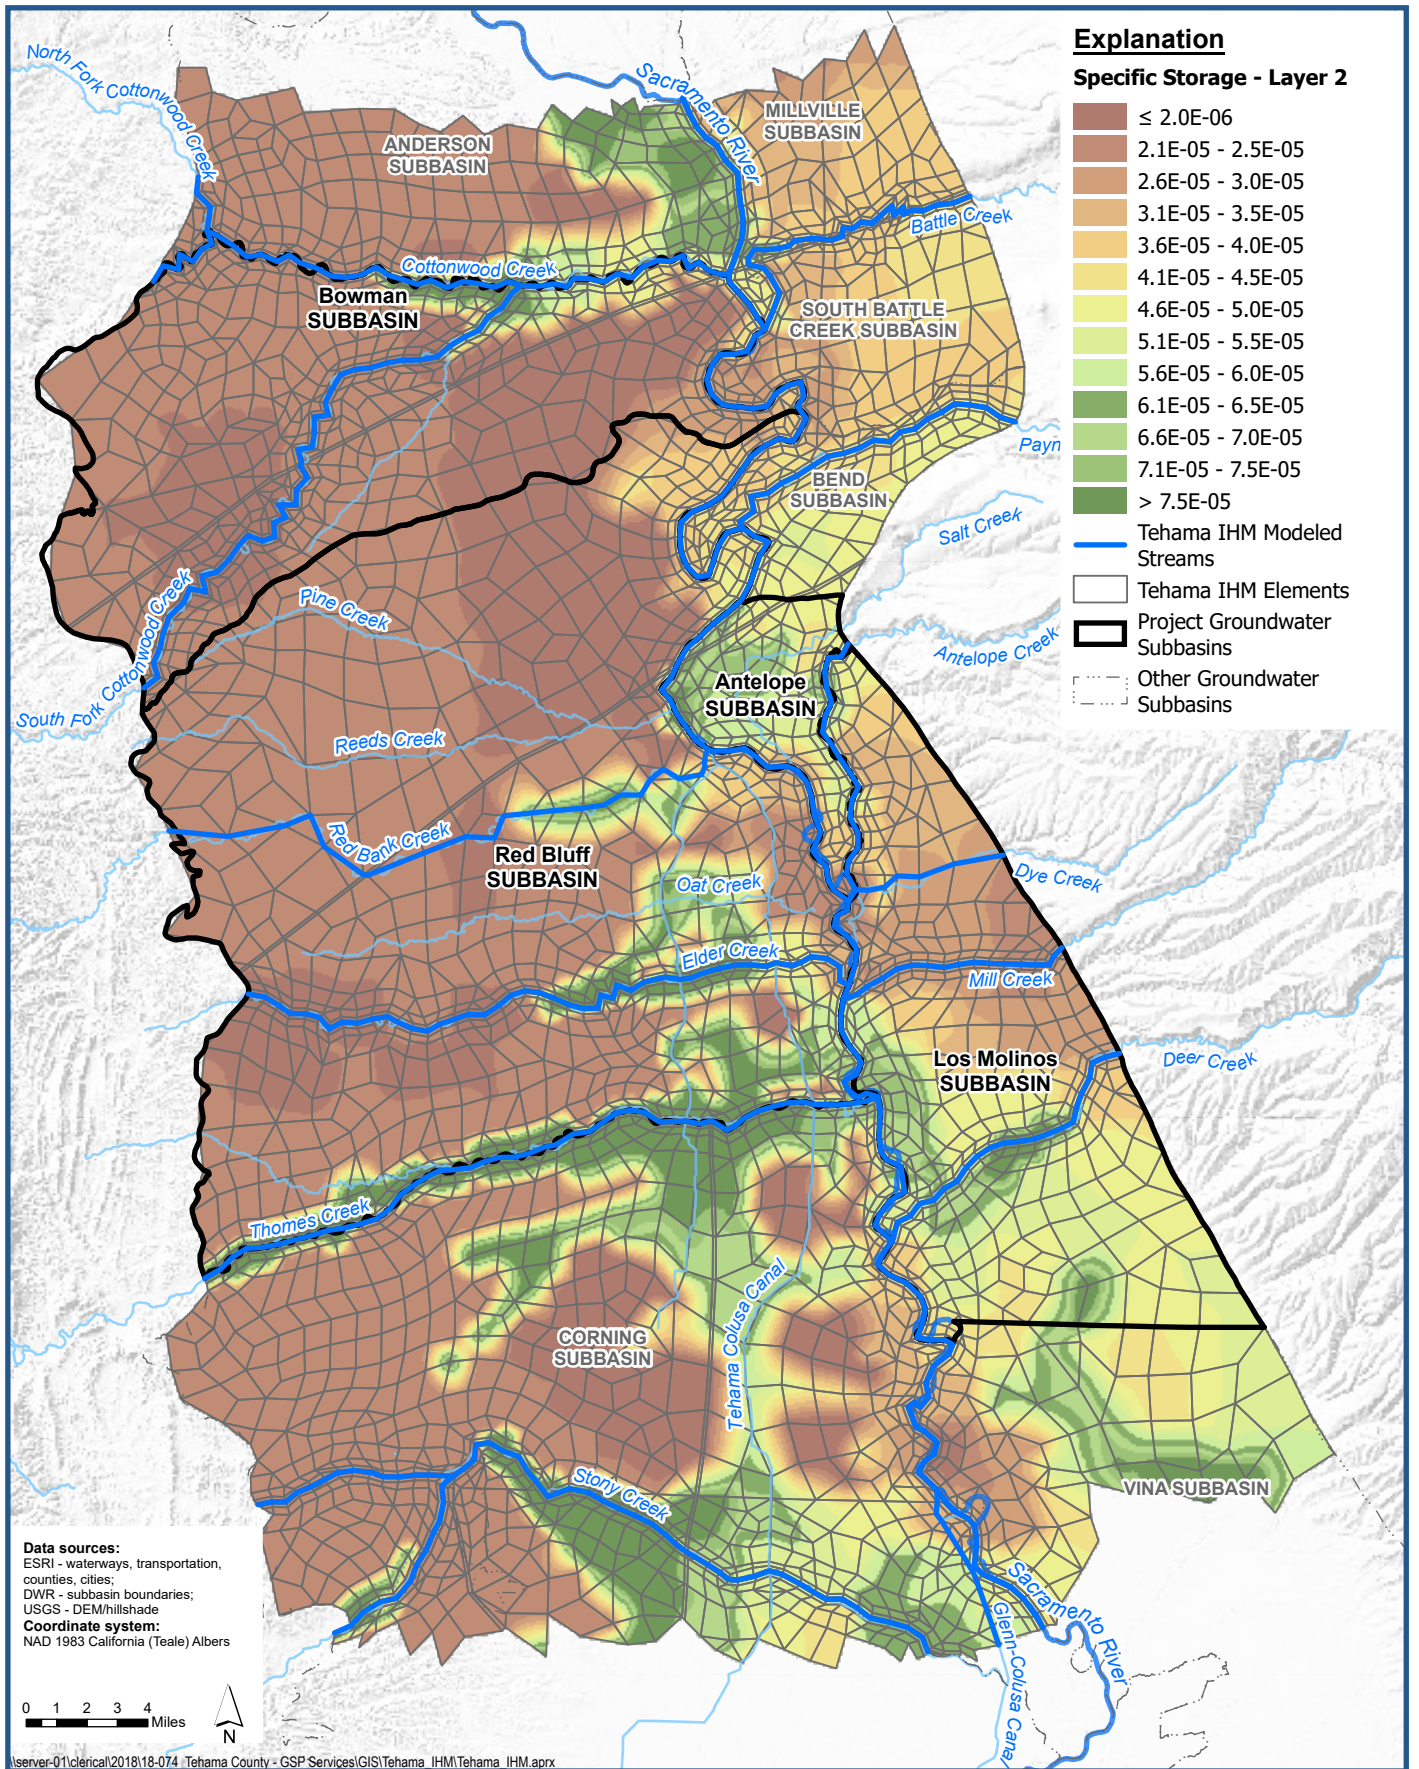 Explanation
Specific Storage - Layer 2
≤ 2.0E-06
2.1E-05 - 2.5E-05
2.6E-05 - 3.0E-05
3.1E-05 - 3.5E-05
3.6E-05 - 4.0E-05
4.1E-05 - 4.5E-05
4.6E-05 - 5.0E-05
5.1E-05 - 5.5E-05
5.6E-05 - 6.0E-05
6.1E-05 - 6.5E-05
6.6E-05 - 7.0E-05
7.1E-05 - 7.5E-05
> 7.5E-05
Tehama IHM Modeled
Streams
Tehama IHM Elements
Project Groundwater
Subbasins
Other Groundwater
Subbasins
North Fork Cottonwood Creek
Sacramento River
MILLVILLE
SUBBASIN
ANDERSON
SUBBASIN
Battle Creek
Cottonwood Creek
Bowman
SUBBASIN
SOUTH BATTLE
CREEK SUBBASIN
Payn
BEND
SUBBASIN
Salt Creek
Pine Creek
Antelope Creek
South Fork Cottonwood Creek
Antelope
SUBBASIN
Reeds Creek
Red Bank Creek
Red Bluff
SUBBASIN
Dye Creek
Oat Creek
Elder Creek
Mill Creek
Los Molinos
SUBBASIN
Deer Creek
Thomes Creek
Tehama Colusa Canal
CORNING
SUBBASIN
Stony Creek
VINA SUBBASIN
Sacramento River
Glenn-Colusa Canal
Data sources:
ESRI - waterways, transportation,
counties, cities;
DWR - subbasin boundaries;
USGS - DEM/hillshade
Coordinate system:
NAD 1983 California (Teale) Albers
0 1 2 3 4
Miles
N
\\server-01\clerical\2018\18-074_Tehama County - GSP Services\GIS\Tehama_IHM\Tehama_IHM.aprx